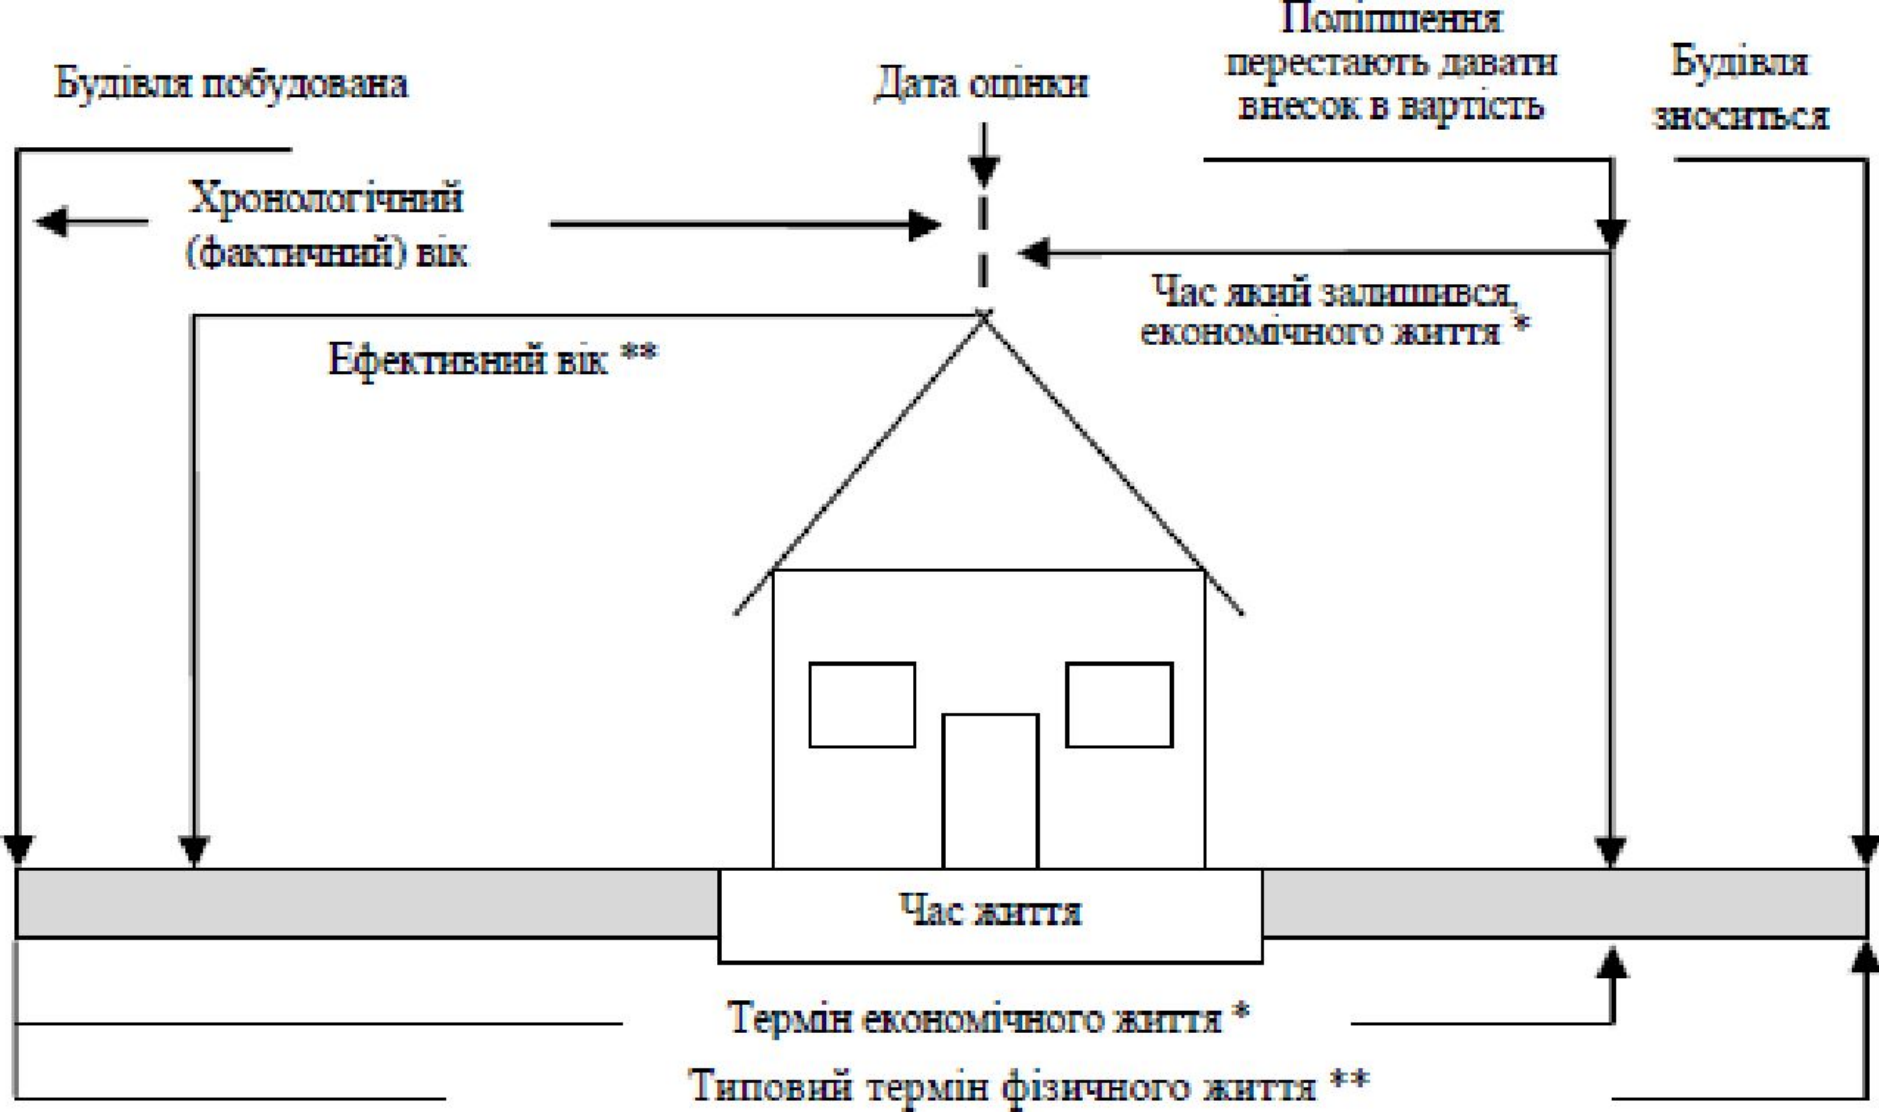 Будівля побудована
Дата оцінки
Поліпшення
перестають давати
внесок в вартість
Будівля
зноситься
Хронологічний
(фактичний) вік
Час який залишився,
економічного життя *
Ефективний вік **
Час життя
Термін економічного життя *
Типовий термін фізичного життя **